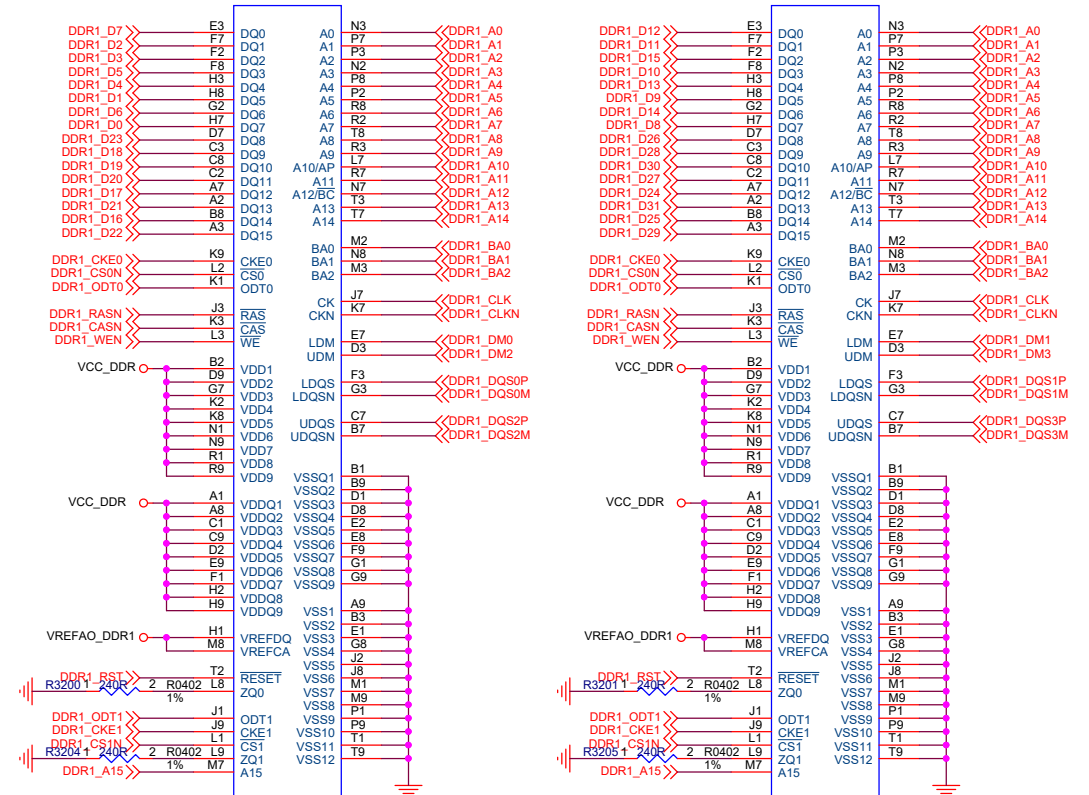 DDR1_D7 E3 DQ0 A0 N3 DDR1_A0 DDR1_D12 E3 DQ0 A0 N3 DDR1_A0
DDR1_D2 F7 DQ1 A1 P7 DDR1_A1 DDR1_D11 F7 DQ1 A1 P7 DDR1_A1
DDR1_D3 F2 DQ2 A2 P3 DDR1_A2 DDR1_D15 F2 DQ2 A2 P3 DDR1_A2
DDR1_D5 F8 DQ3 A3 N2 DDR1_A3 DDR1_D10 F8 DQ3 A3 N2 DDR1_A3
DDR1_D4 H3 DQ4 A4 P8 DDR1_A4 DDR1_D13 H3 DQ4 A4 P8 DDR1_A4
DDR1_D1 H8 DQ5 A5 P2 DDR1_A5 DDR1_D9 H8 DQ5 A5 P2 DDR1_A5
DDR1_D6 G2 DQ6 A6 R8 DDR1_A6 DDR1_D14 G2 DQ6 A6 R8 DDR1_A6
DDR1_D0 H7 DQ7 A7 R2 DDR1_A7 DDR1_D8 H7 DQ7 A7 R2 DDR1_A7
DDR1_D23 D7 DQ8 A8 T8 DDR1_A8 DDR1_D26 D7 DQ8 A8 T8 DDR1_A8
DDR1_D18 C3 DQ9 A9 R3 DDR1_A9 DDR1_D28 C3 DQ9 A9 R3 DDR1_A9
DDR1_D19 C8 DQ10 A10/AP L7 DDR1_A10 DDR1_D30 C8 DQ10 A10/AP L7 DDR1_A10
DDR1_D20 C2 DQ11 A11 R7 DDR1_A11 DDR1_D27 C2 DQ11 A11 R7 DDR1_A11
DDR1_D17 A7 DQ12 A12/BC N7 DDR1_A12 DDR1_D24 A7 DQ12 A12/BC N7 DDR1_A12
DDR1_D21 A2 DQ13 A13 T3 DDR1_A13 DDR1_D31 A2 DQ13 A13 T3 DDR1_A13
DDR1_D16 B8 DQ14 A14 T7 DDR1_A14 DDR1_D25 B8 DQ14 A14 T7 DDR1_A14
DDR1_D22 A3 DQ15 DDR1_D29 A3 DQ15
BA0 M2 DDR1_BA0 BA0 M2 DDR1_BA0
DDR1_CKE0 K9 CKE0 BA1 N8 DDR1_BA1 DDR1_CKE0 K9 CKE0 BA1 N8 DDR1_BA1
DDR1_CS0N L2 CS0 BA2 M3 DDR1_BA2 DDR1_CS0N L2 CS0 BA2 M3 DDR1_BA2
DDR1_ODT0 K1 ODT0 DDR1_ODT0 K1 ODT0
CK J7 DDR1_CLK CK J7 DDR1_CLK
DDR1_RASN J3 RAS CKN K7 DDR1_CLKN DDR1_RASN J3 RAS CKN K7 DDR1_CLKN
DDR1_CASN K3 CAS DDR1_CASN K3 CAS
DDR1_WEN L3 WE LDM E7 DDR1_DM0 DDR1_WEN L3 WE LDM E7 DDR1_DM1
UDM D3 DDR1_DM2 UDM D3 DDR1_DM3
VCC_DDR B2 VDD1 VCC_DDR B2 VDD1
D9 VDD2 LDQS F3 DDR1_DQS0P D9 VDD2 LDQS F3 DDR1_DQS1P
G7 VDD3 LDQSN G3 DDR1_DQS0M G7 VDD3 LDQSN G3 DDR1_DQS1M
K2 VDD4 K2 VDD4
K8 VDD5 UDQS C7 DDR1_DQS2P K8 VDD5 UDQS C7 DDR1_DQS3P
N1 VDD6 UDQSN B7 DDR1_DQS2M N1 VDD6 UDQSN B7 DDR1_DQS3M
N9 VDD7 N9 VDD7
R1 VDD8 R1 VDD8
R9 VDD9 VSSQ1 B1 R9 VDD9 VSSQ1 B1
VSSQ2 B9 VSSQ2 B9
VCC_DDR A1 VDDQ1 VSSQ3 D1 VCC_DDR A1 VDDQ1 VSSQ3 D1
A8 VDDQ2 VSSQ4 D8 A8 VDDQ2 VSSQ4 D8
C1 VDDQ3 VSSQ5 E2 C1 VDDQ3 VSSQ5 E2
C9 VDDQ4 VSSQ6 E8 C9 VDDQ4 VSSQ6 E8
D2 VDDQ5 VSSQ7 F9 D2 VDDQ5 VSSQ7 F9
E9 VDDQ6 VSSQ8 G1 E9 VDDQ6 VSSQ8 G1
F1 VDDQ7 VSSQ9 G9 F1 VDDQ7 VSSQ9 G9
H2 VDDQ8 H2 VDDQ8
H9 VDDQ9 VSS1 A9 H9 VDDQ9 VSS1 A9
VSS2 B3 VSS2 B3
VREFAO_DDR1 H1 VREFDQ VSS3 E1 VREFAO_DDR1 H1 VREFDQ VSS3 E1
M8 VREFCA VSS4 G8 M8 VREFCA VSS4 G8
VSS5 J2 VSS5 J2
DDR1_RST T2 RESET VSS6 J8 DDR1_RST T2 RESET VSS6 J8
R3200 1 240R 2 R0402 L8 ZQ0 VSS7 M1 R3201 1 240R 2 R0402 L8 ZQ0 VSS7 M1
1% VSS8 M9 1% VSS8 M9
DDR1_ODT1 J1 ODT1 VSS9 P1 DDR1_ODT1 J1 ODT1 VSS9 P1
DDR1_CKE1 J9 CKE1 VSS10 P9 DDR1_CKE1 J9 CKE1 VSS10 P9
DDR1_CS1N L1 CS1 VSS11 T1 DDR1_CS1N L1 CS1 VSS11 T1
R3204 1 240R 2 R0402 L9 ZQ1 VSS12 T9 R3205 1 240R 2 R0402 L9 ZQ1 VSS12 T9
1% 1%
DDR1_A15 M7 A15 DDR1_A15 M7 A15